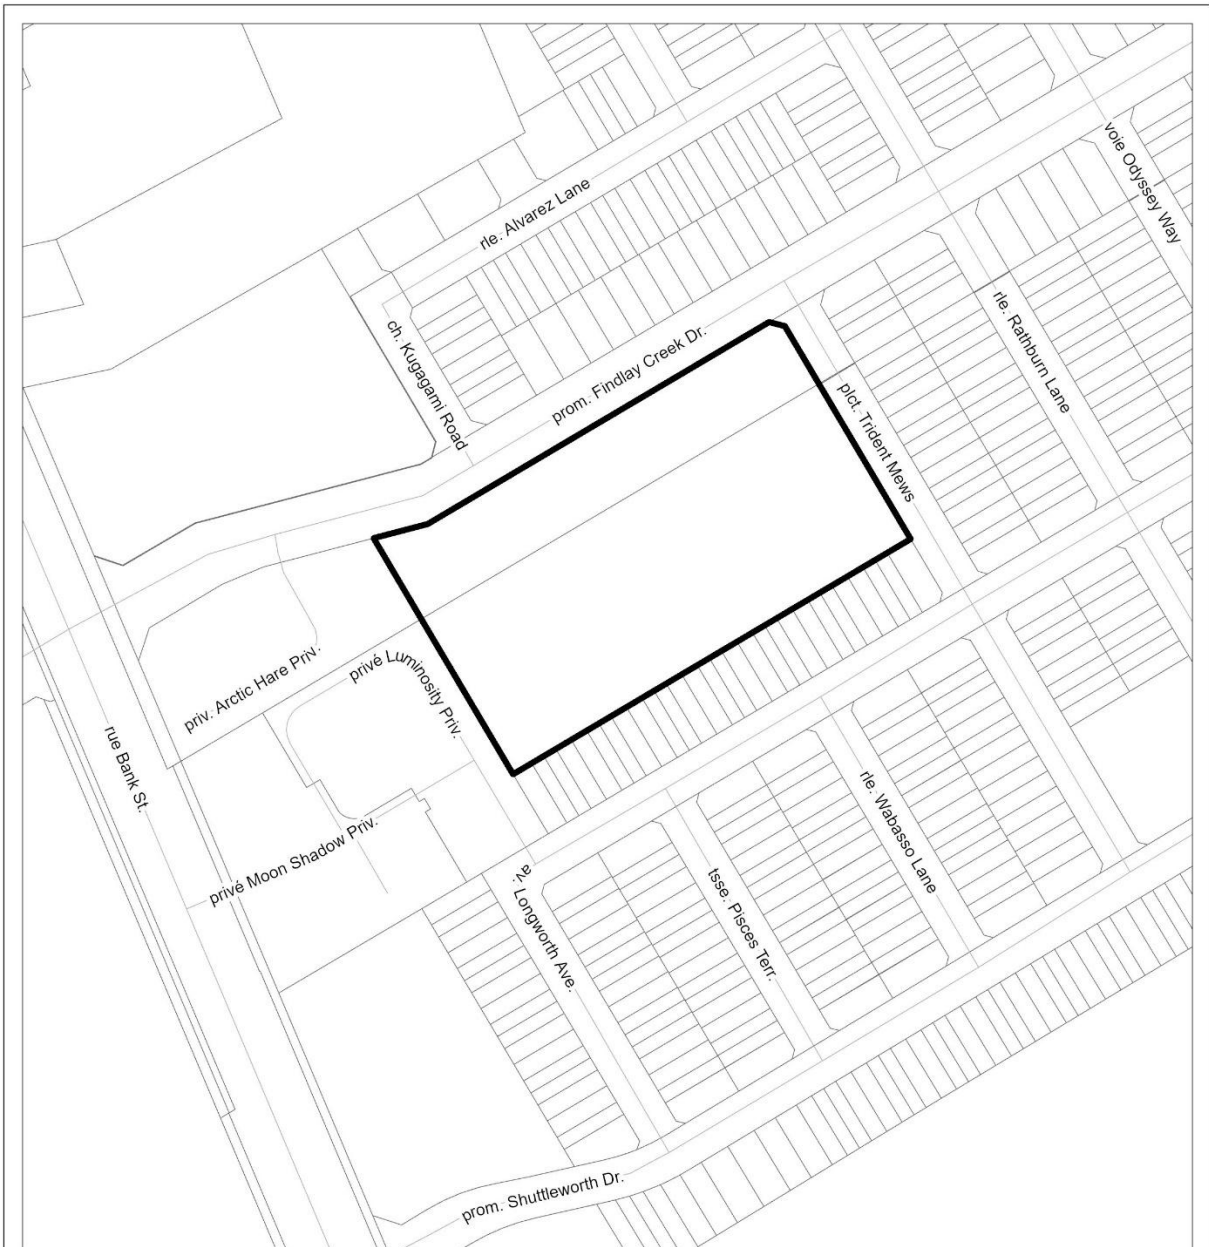 voie Odyssey Way
rle. Alvarez Lane
rle. Rathburn Lane
ch. Kugagami Road
prom. Findlay Creek Dr.
plct. Trident Mews
priv. Arctic Hare Priv.
privé Luminosity Priv.
rue Bank St.
privé Moon Shadow Priv.
rle. Wabasso Lane
av. Longworth Ave.
tsse. Pisces Terr.
prom. Shuttleworth Dr.